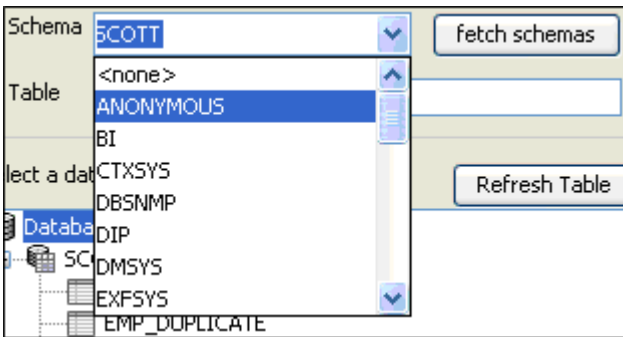 Schema SCOTT fetch schemas
<none>
Table
ANONYMOUS
BI
lect a dat
CTXSYS
Refresh Table
DBSNMP
Databa
DIP
SC
DMSYS
EXFSYS
EMP_DUPLICATE